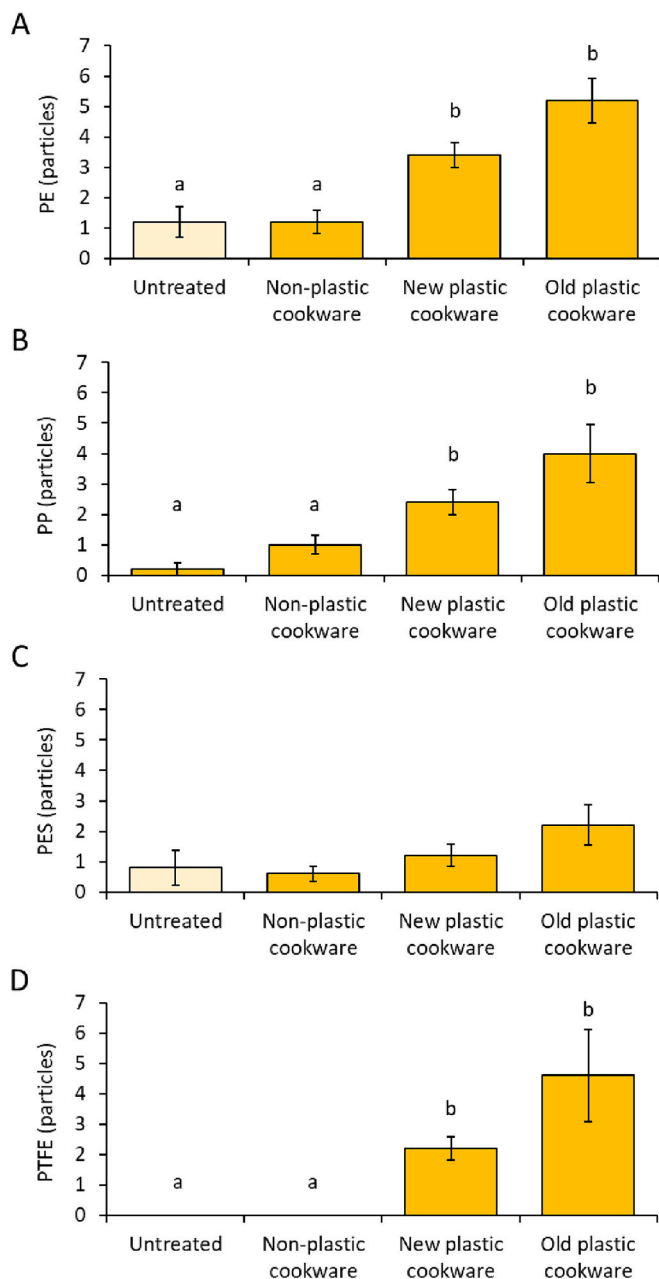 A
PE (particles)
7
6
5
4
3
2
1
0
a
a
b
b
Untreated
Non-plastic
cookware
New plastic
cookware
Old plastic
cookware
B
PP (particles)
7
6
5
4
3
2
1
0
a
a
b
b
Untreated
Non-plastic
cookware
New plastic
cookware
Old plastic
cookware
C
PES (particles)
7
6
5
4
3
2
1
0
Untreated
Non-plastic
cookware
New plastic
cookware
Old plastic
cookware
D
PTFE (particles)
7
6
5
4
3
2
1
0
a
a
b
b
Untreated
Non-plastic
cookware
New plastic
cookware
Old plastic
cookware